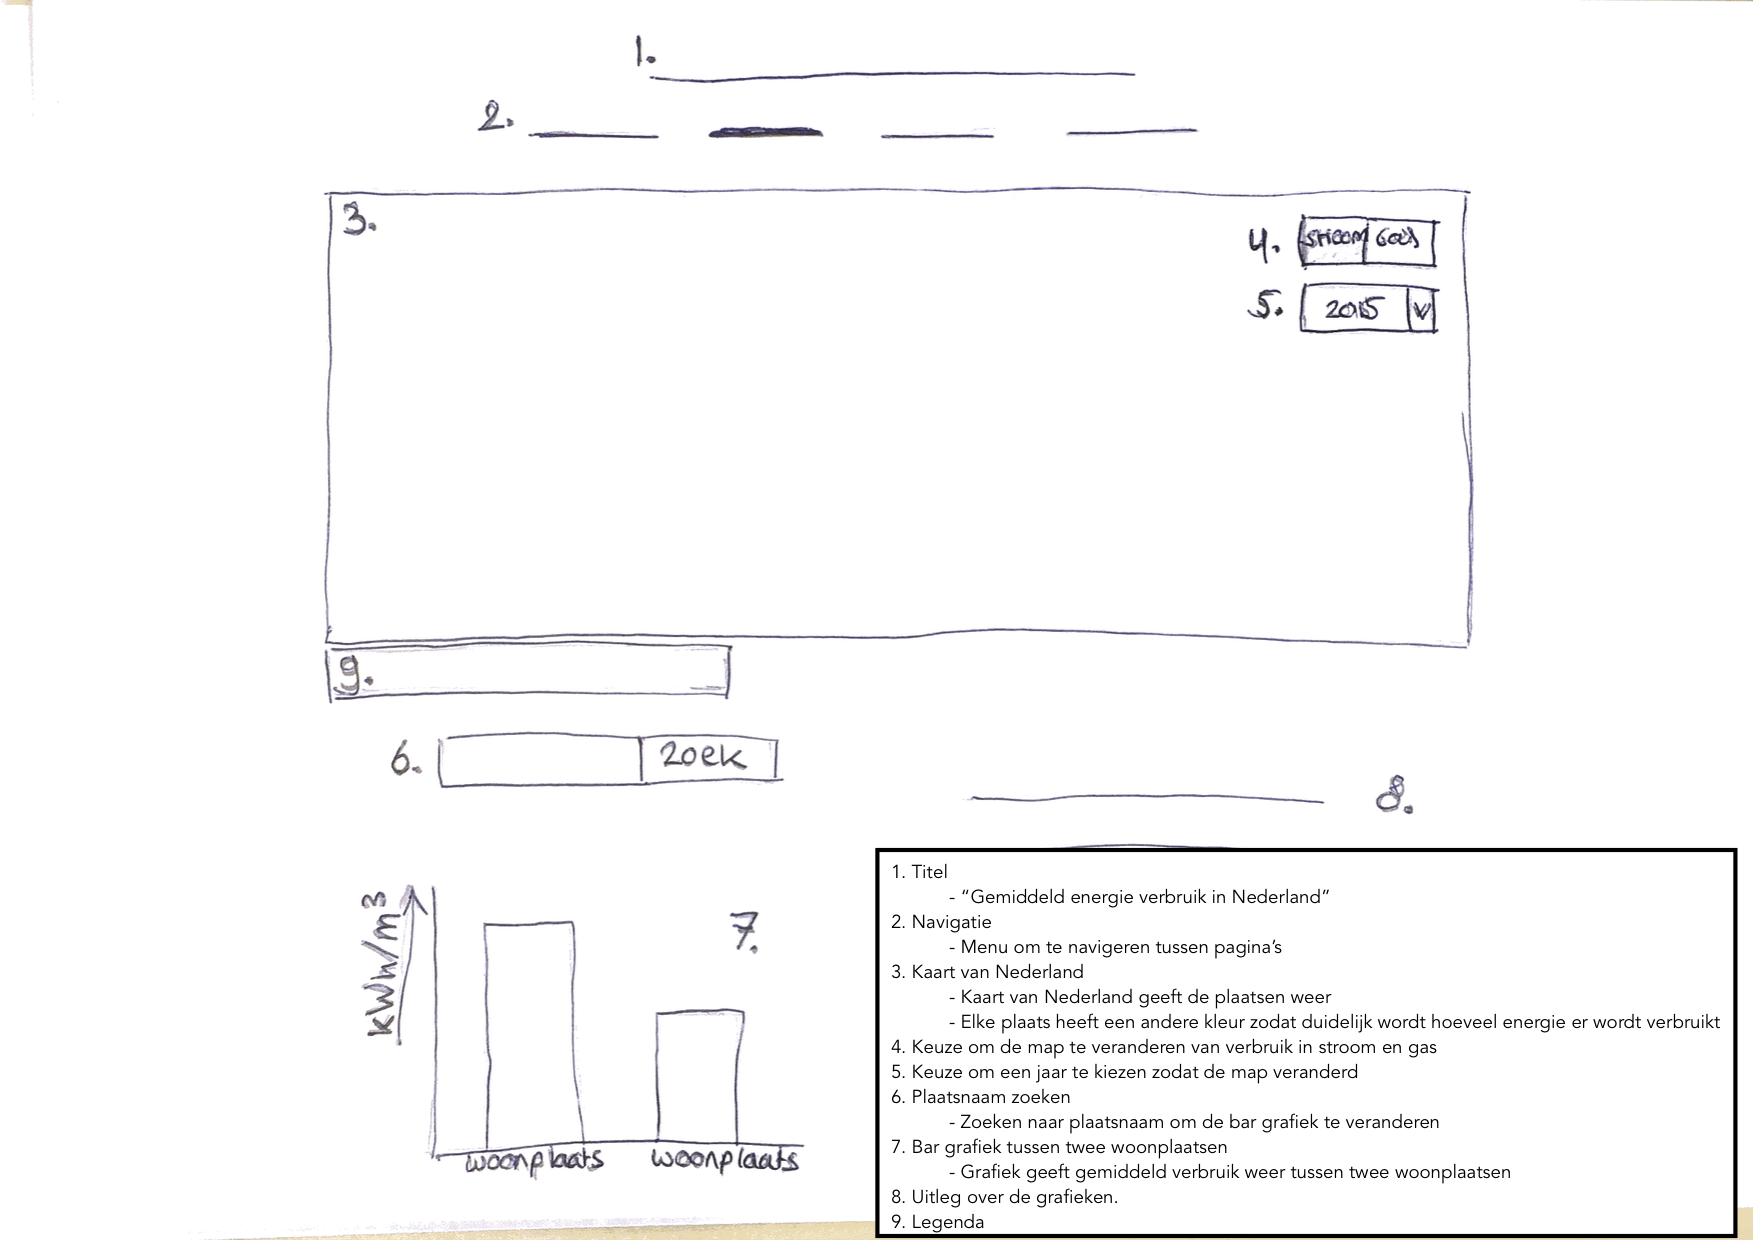 1.
2.
3.
4. Stroom Gas
5. 2015 v
9.
6. Zoek
8.
7.
kWh/m3
woonplaats woonplaats
1. Titel
- “Gemiddeld energie verbruik in Nederland”
2. Navigatie
- Menu om te navigeren tussen pagina’s
3. Kaart van Nederland
- Kaart van Nederland geeft de plaatsen weer
- Elke plaats heeft een andere kleur zodat duidelijk wordt hoeveel energie er wordt verbruikt
4. Keuze om de map te veranderen van verbruik in stroom en gas
5. Keuze om een jaar te kiezen zodat de map veranderd
6. Plaatsnaam zoeken
- Zoeken naar plaatsnaam om de bar grafiek te veranderen
7. Bar grafiek tussen twee woonplaatsen
- Grafiek geeft gemiddeld verbruik weer tussen twee woonplaatsen
8. Uitleg over de grafieken.
9. Legenda